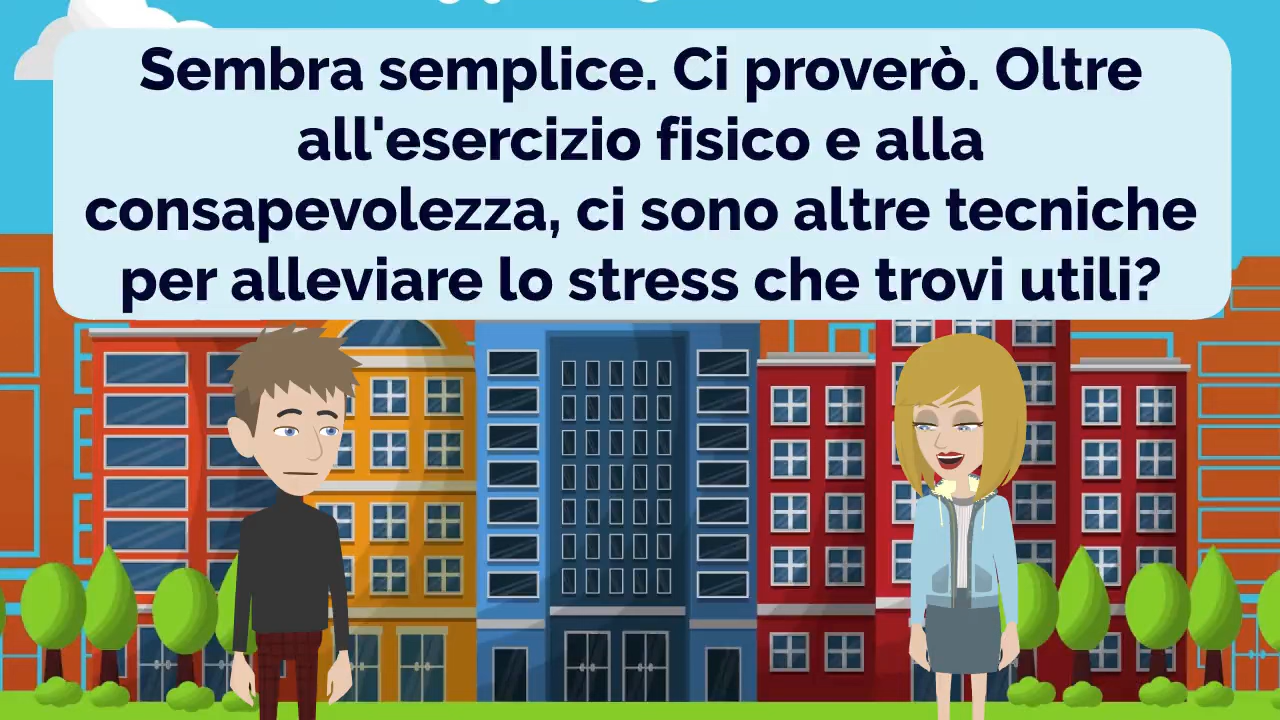 Sembra semplice. Ci proverò. Oltre
all'esercizio fisico e alla
consapevolezza, ci sono altre tecniche
per alleviare lo stress che trovi utili?